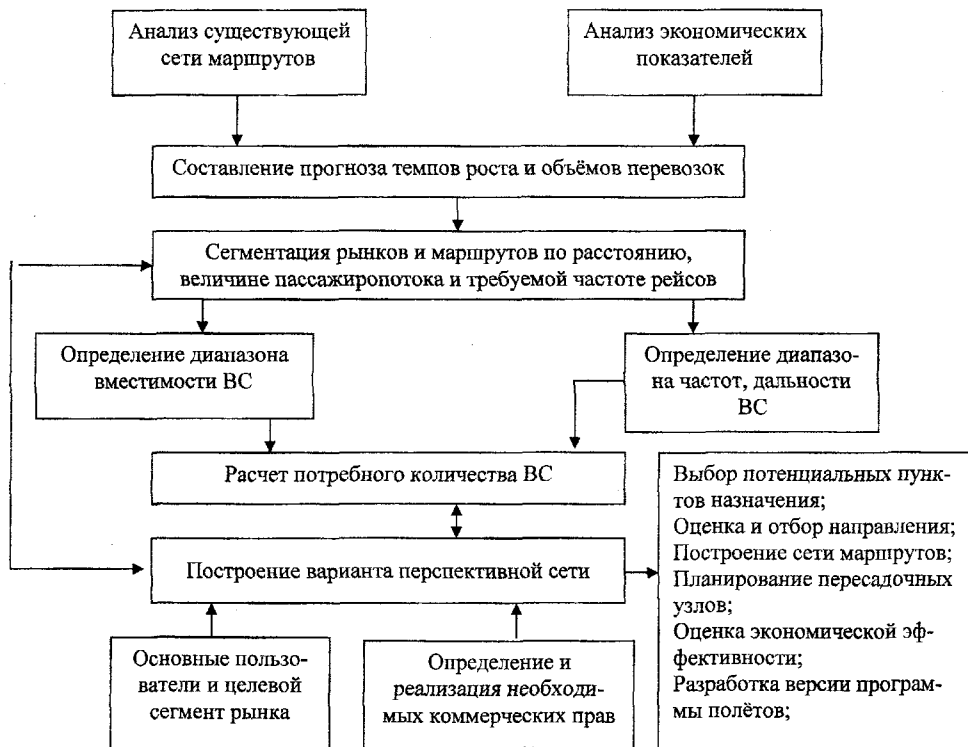 Анализ существующей
сети маршрутов
Анализ экономических
показателей
Составление прогноза темпов роста и объёмов перевозок
Сегментация рынков и маршрутов по расстоянию,
величине пассажиропотока и требуемой частоте рейсов
Определение диапазона
вместимости ВС
Определение диапазо-
на частот, дальности
ВС
Расчет потребного количества ВС
Построение варианта перспективной сети
Выбор потенциальных пунк-
тов назначения;
Оценка и отбор направления;
Построение сети маршрутов;
Планирование пересадочных
узлов;
Оценка экономической эф-
фективности;
Разработка версии програм-
мы полётов;
Основные пользо-
ватели и целевой
сегмент рынка
Определение и
реализация необходи-
мых коммерческих прав